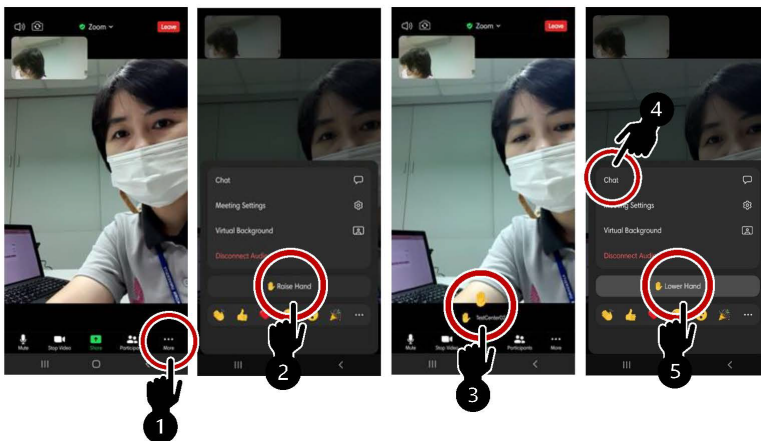 Zoom
Leave
Mute
Stop Video
Share
Participants
More
1
Chat
Meeting Settings
Virtual Background
Disconnect Audio
Raise Hand
2
Zoom
Leave
TestCenter02
Mute
Stop Video
Participants
More
3
4
Chat
Meeting Settings
Virtual Background
Disconnect Audio
Lower Hand
5